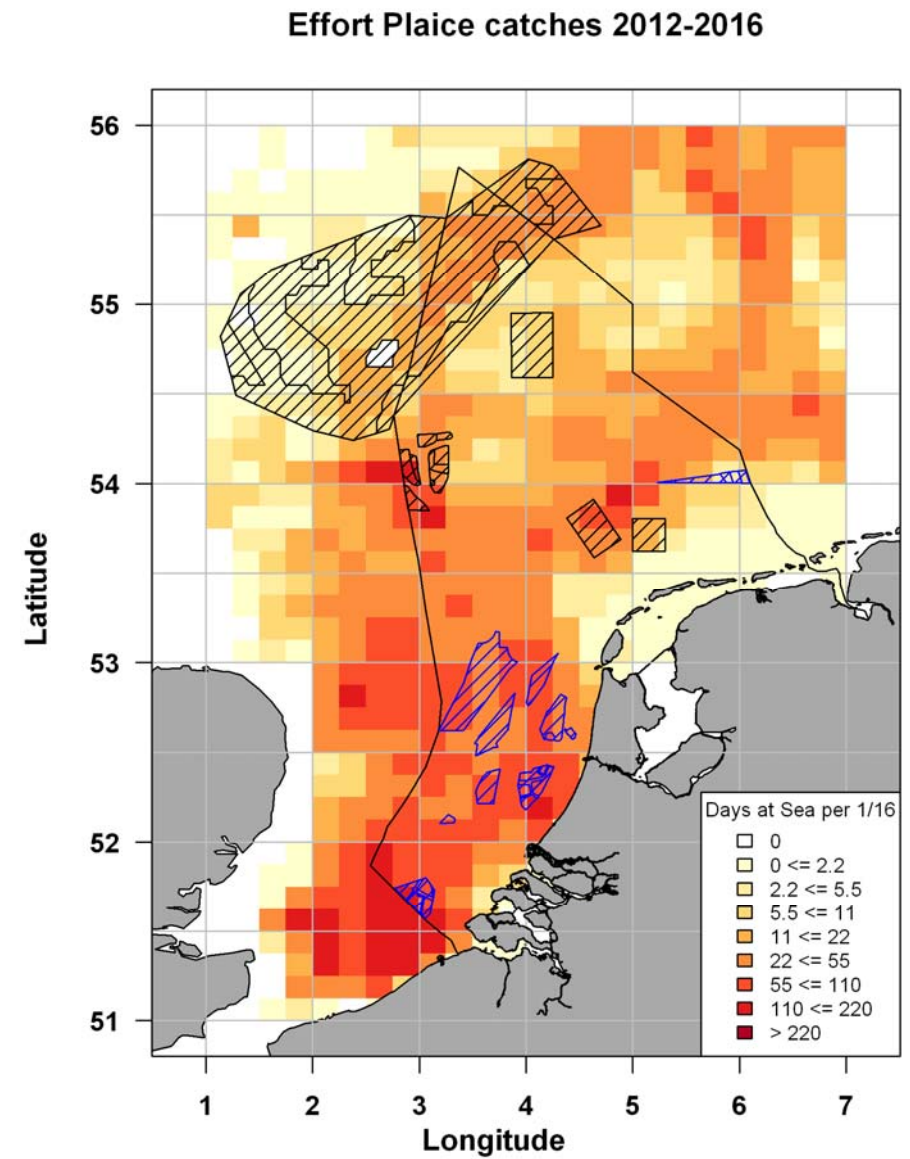 Effort Plaice catches 2012-2016
56
55
54
53
52
51
Latitude
Days at Sea per 1/16
0
0 <= 2.2
2.2 <= 5.5
5.5 <= 11
11 <= 22
22 <= 55
55 <= 110
110 <= 220
> 220
1 2 3 4 5 6 7
Longitude